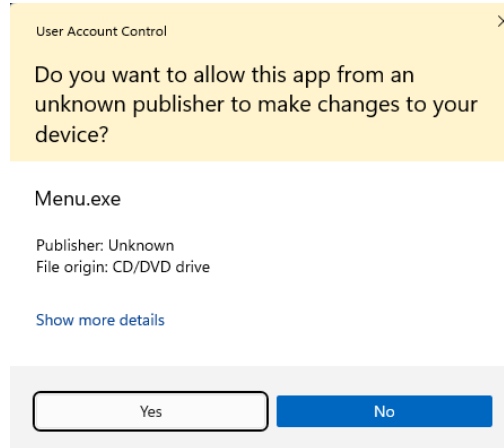 User Account Control
Do you want to allow this app from an
unknown publisher to make changes to your
device?
Menu.exe
Publisher: Unknown
File origin: CD/DVD drive
Show more details
Yes
No